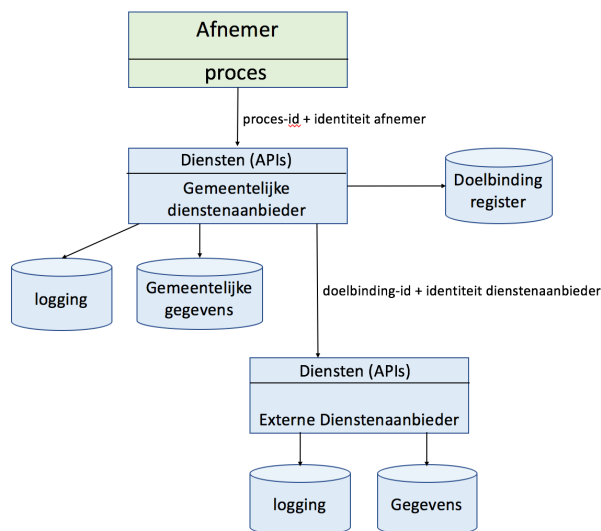 Afnemer
proces
proces-id + identiteit afnemer
Diensten (APIs)
Gemeentelijke
dienstenaanbieder
Doelbinding
register
logging
Gemeentelijke
gegevens
doelbinding-id + identiteit dienstenaanbieder
Diensten (APIs)
Externe Dienstenaanbieder
logging
Gegevens